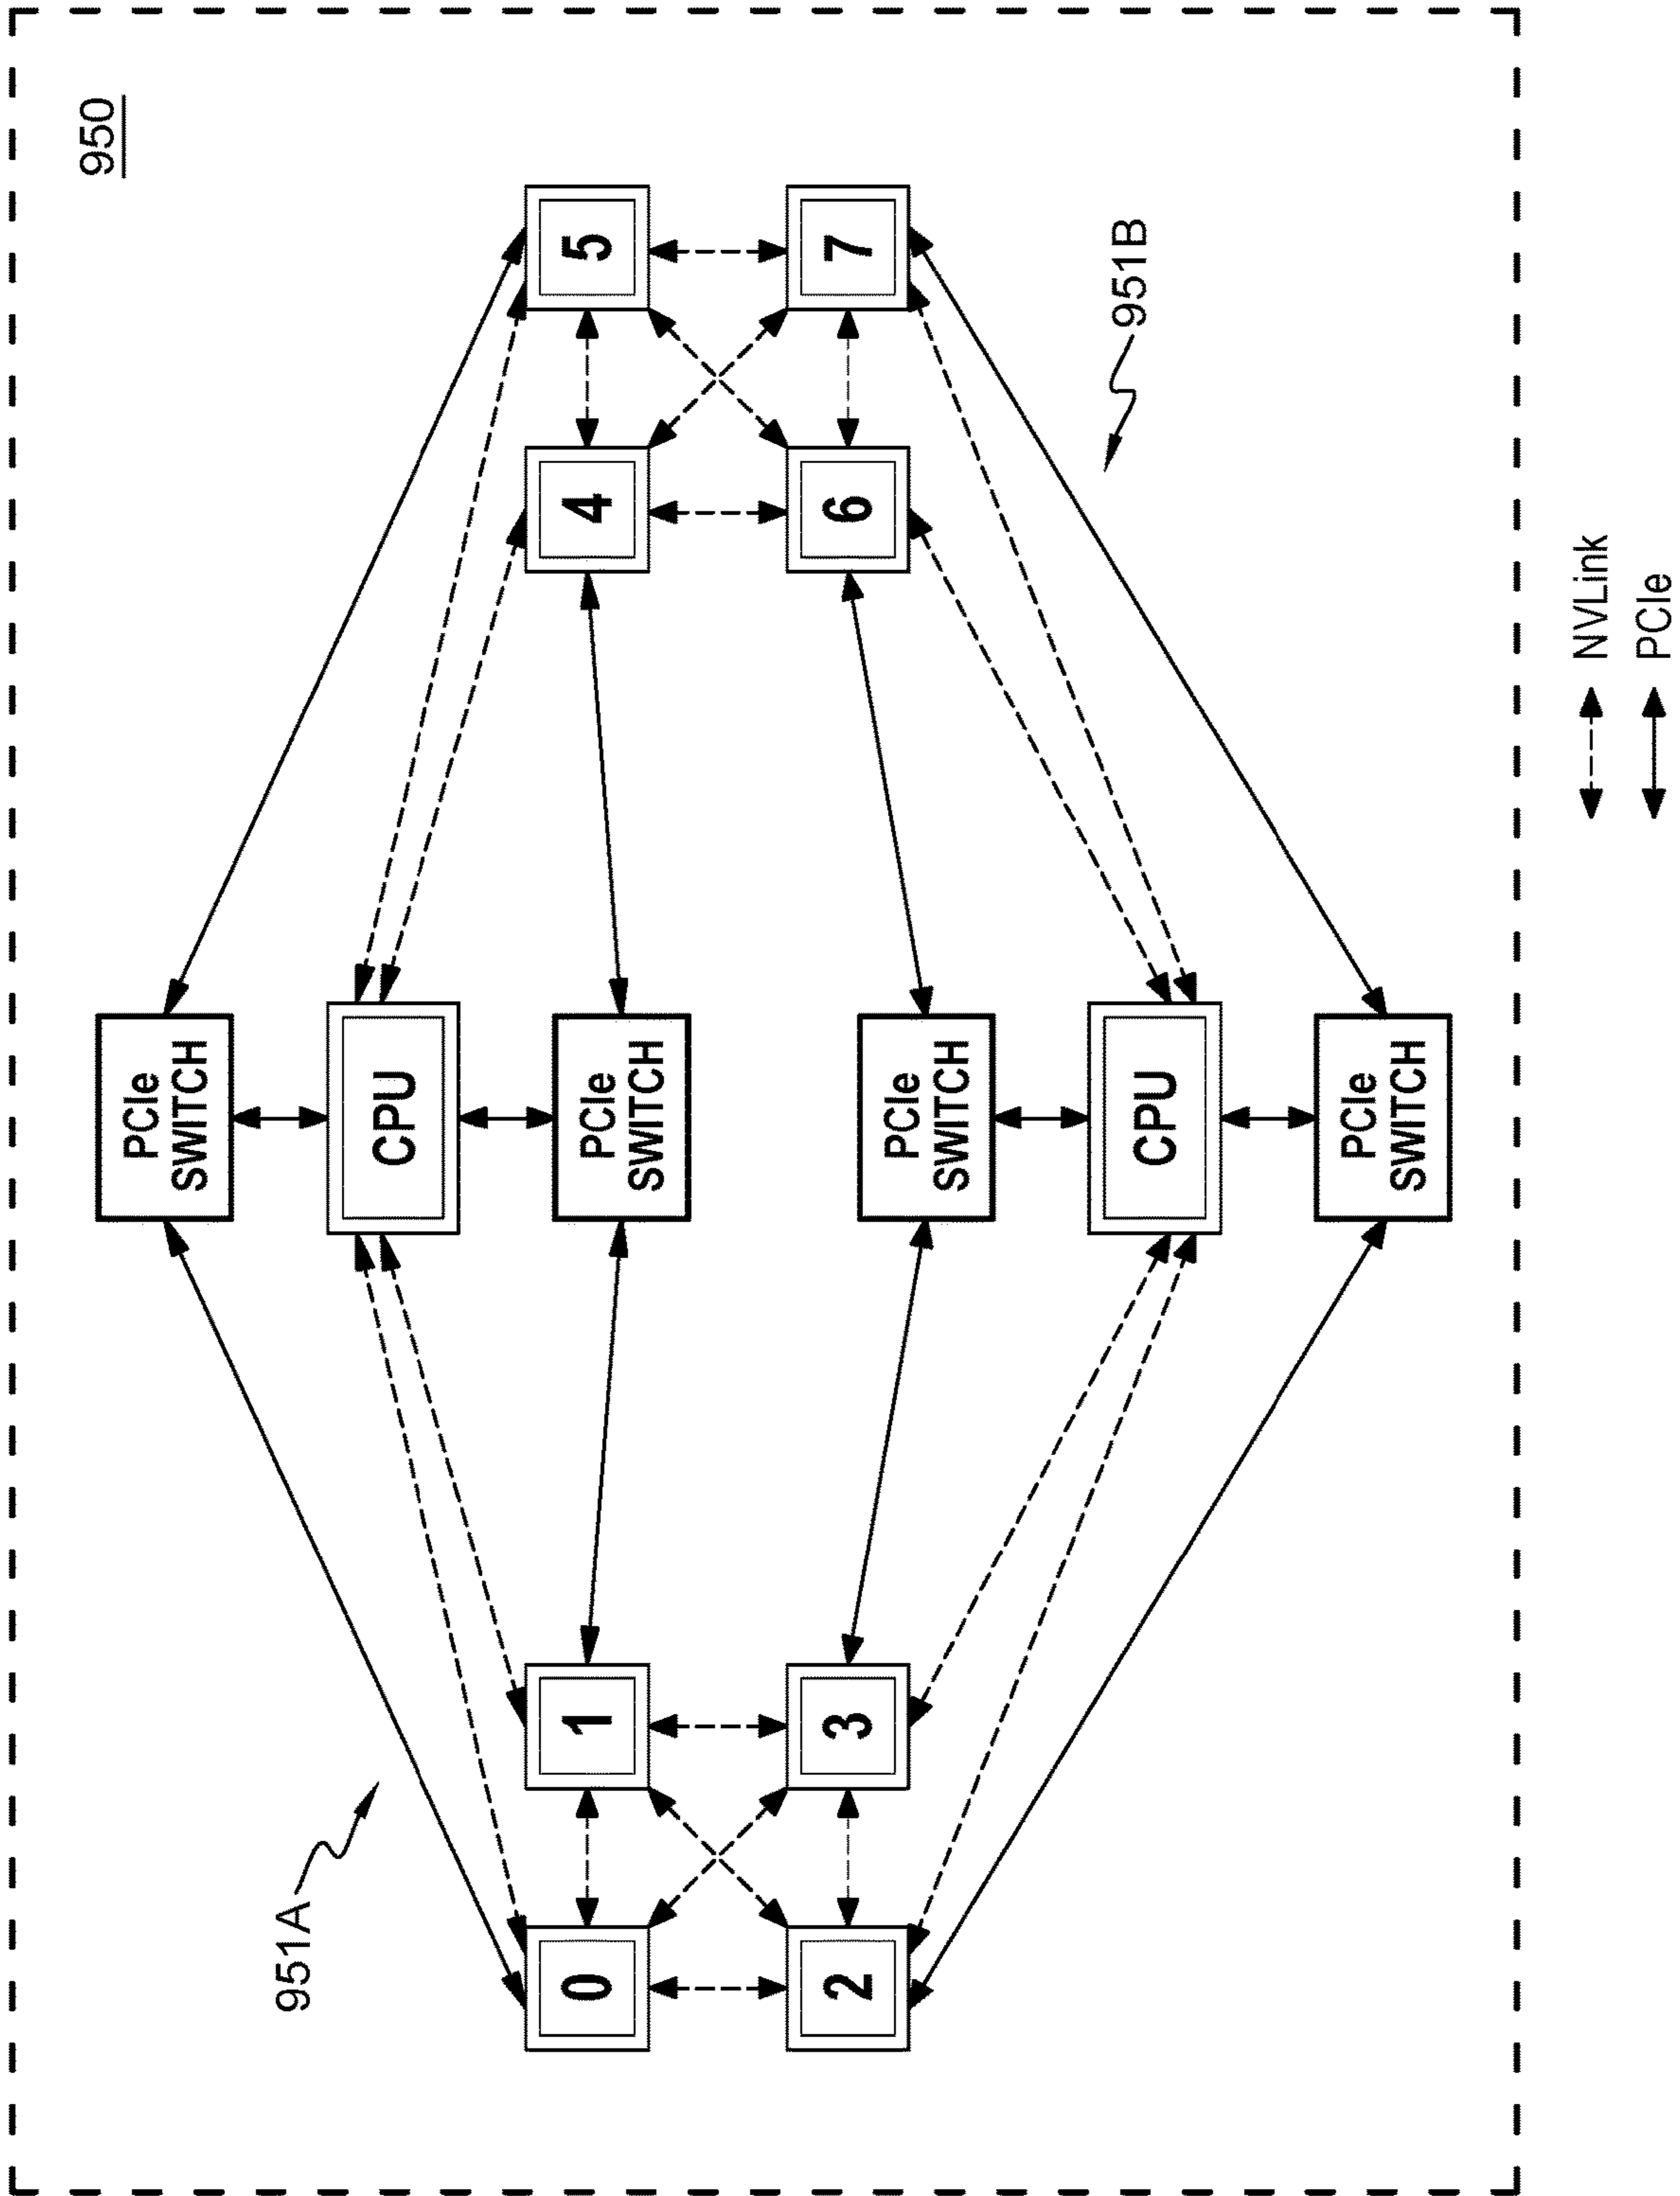 950
PCIe
SWITCH
CPU
PCIe
SWITCH
951A
0
1
4
5
2
3
6
7
951B
PCIe
SWITCH
CPU
PCIe
SWITCH
NVLink
PCIe